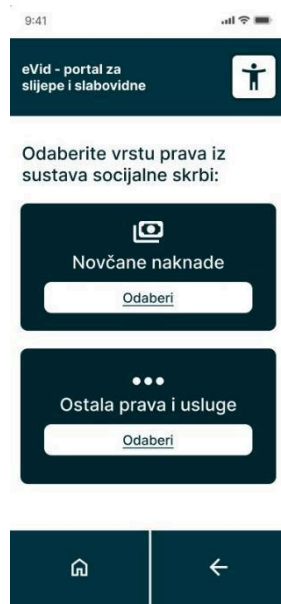 9:41
eVid - portal za
slijepe i slabovidne
Odaberite vrstu prava iz
sustava socijalne skrbi:
Novčane naknade
Odaberi
Ostala prava i usluge
Odaberi